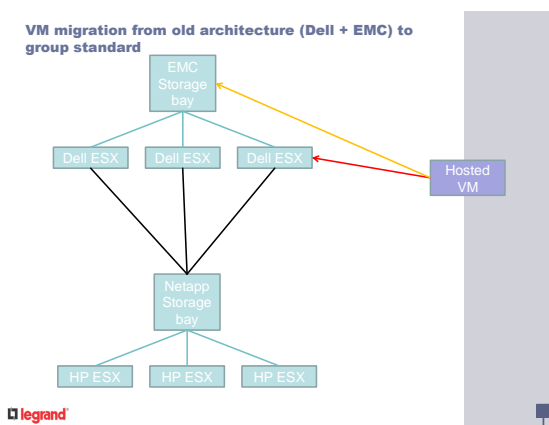 VM migration from old architecture (Dell + EMC) to
group standard
EMC
Storage
bay
Dell ESX
Dell ESX
Dell ESX
Hosted
VM
Netapp
Storage
bay
HP ESX
HP ESX
HP ESX
legrand